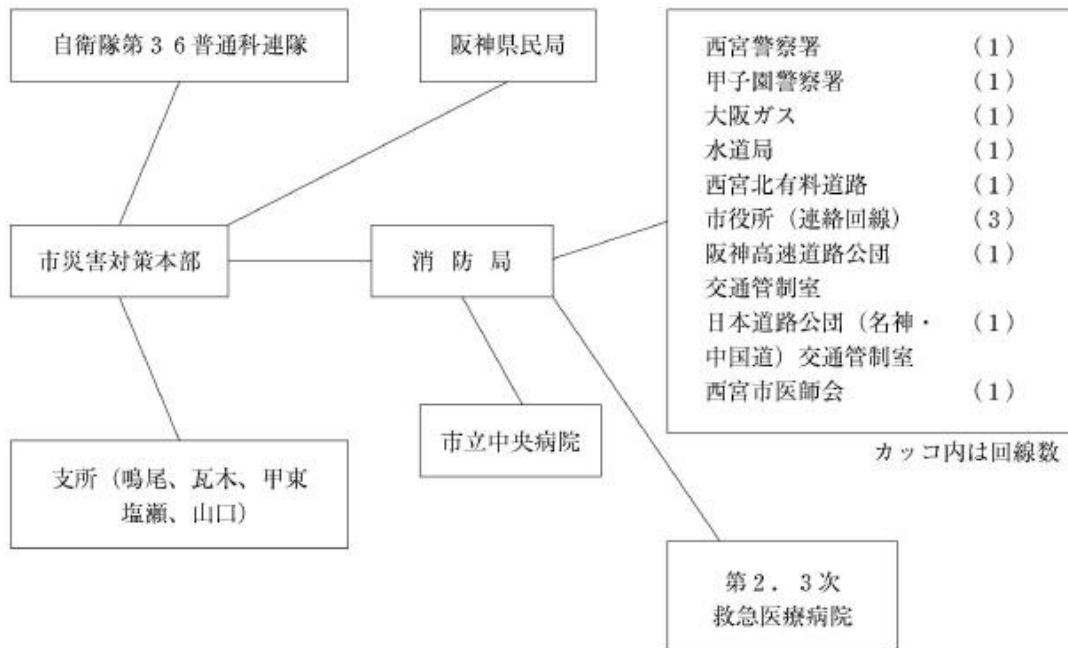 自衛隊第３６普通科連隊
阪神県民局
市災害対策本部
消 防 局
支所（鳴尾、瓦木、甲東
塩瀬、山口）
市立中央病院
第２．３次
救急医療病院
西宮警察署 （１）
甲子園警察署 （１）
大阪ガス （１）
水道局 （１）
西宮北有料道路 （１）
市役所（連絡回線） （３）
阪神高速道路公団 （１）
交通管制室
日本道路公団（名神・ （１）
中国道）交通管制室
西宮市医師会 （１）
カッコ内は回線数